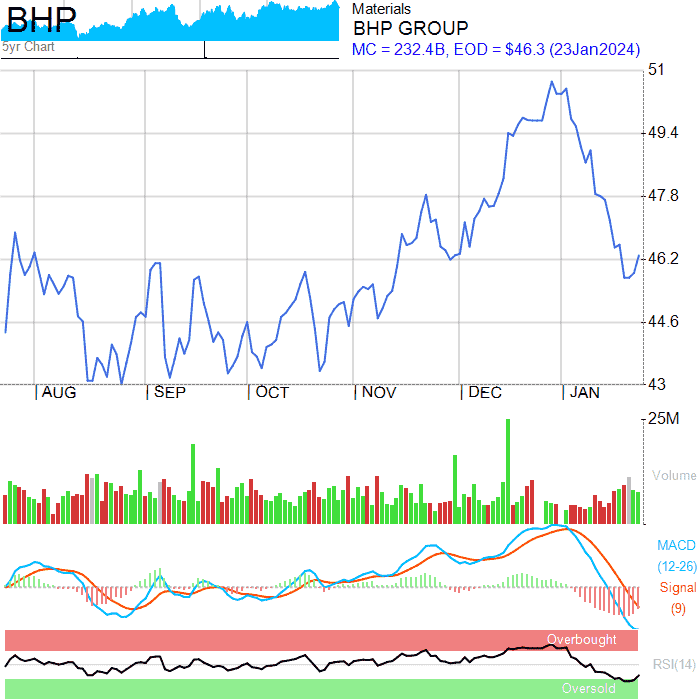 BHP
5yr Chart
Materials
BHP GROUP
MC = 232.4B, EOD = $46.3 (23Jan2024)
51
49.4
47.8
46.2
44.6
43
AUG SEP OCT NOV DEC JAN
25M
Volume
MACD
(12-26)
Signal
(9)
Overbought
RSI(14)
Oversold